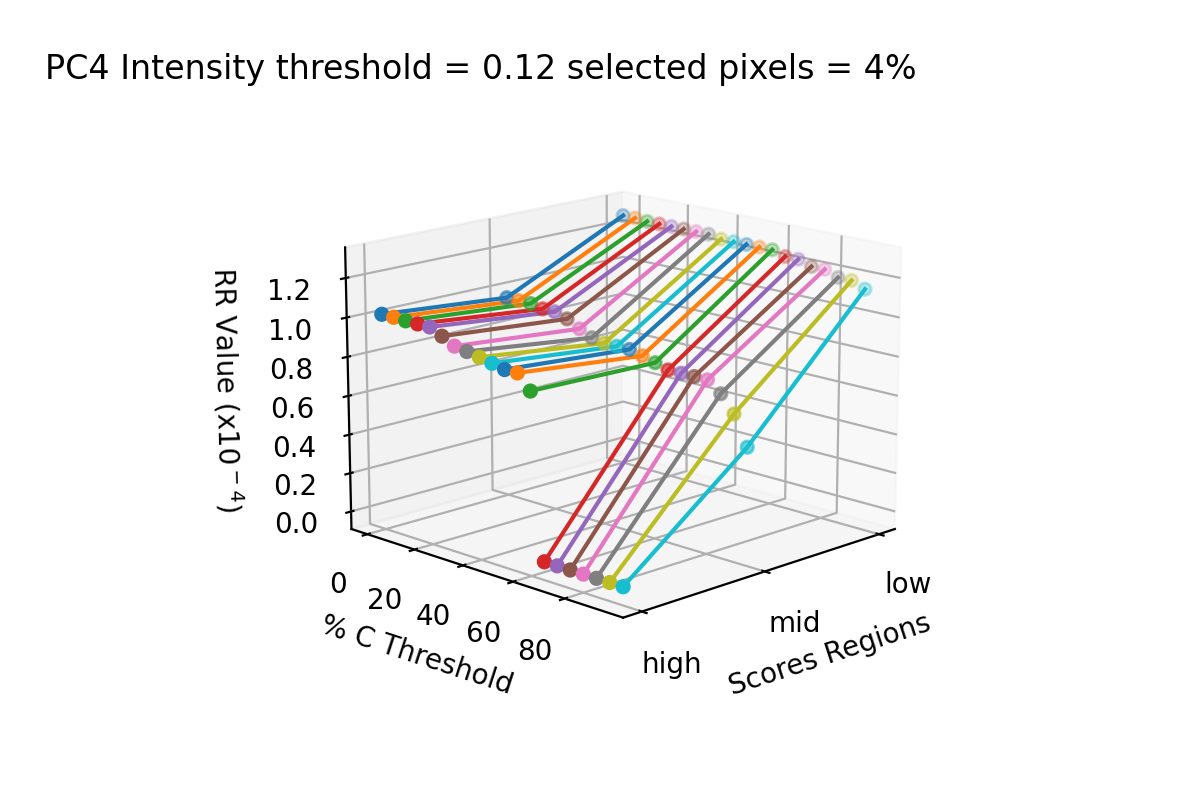 PC4 Intensity threshold = 0.12 selected pixels = 4%
RR Value (x10⁻⁴)
1.2
1.0
0.8
0.6
0.4
0.2
0.0
0
20
40
60
80
% C Threshold
high
mid
low
Scores Regions